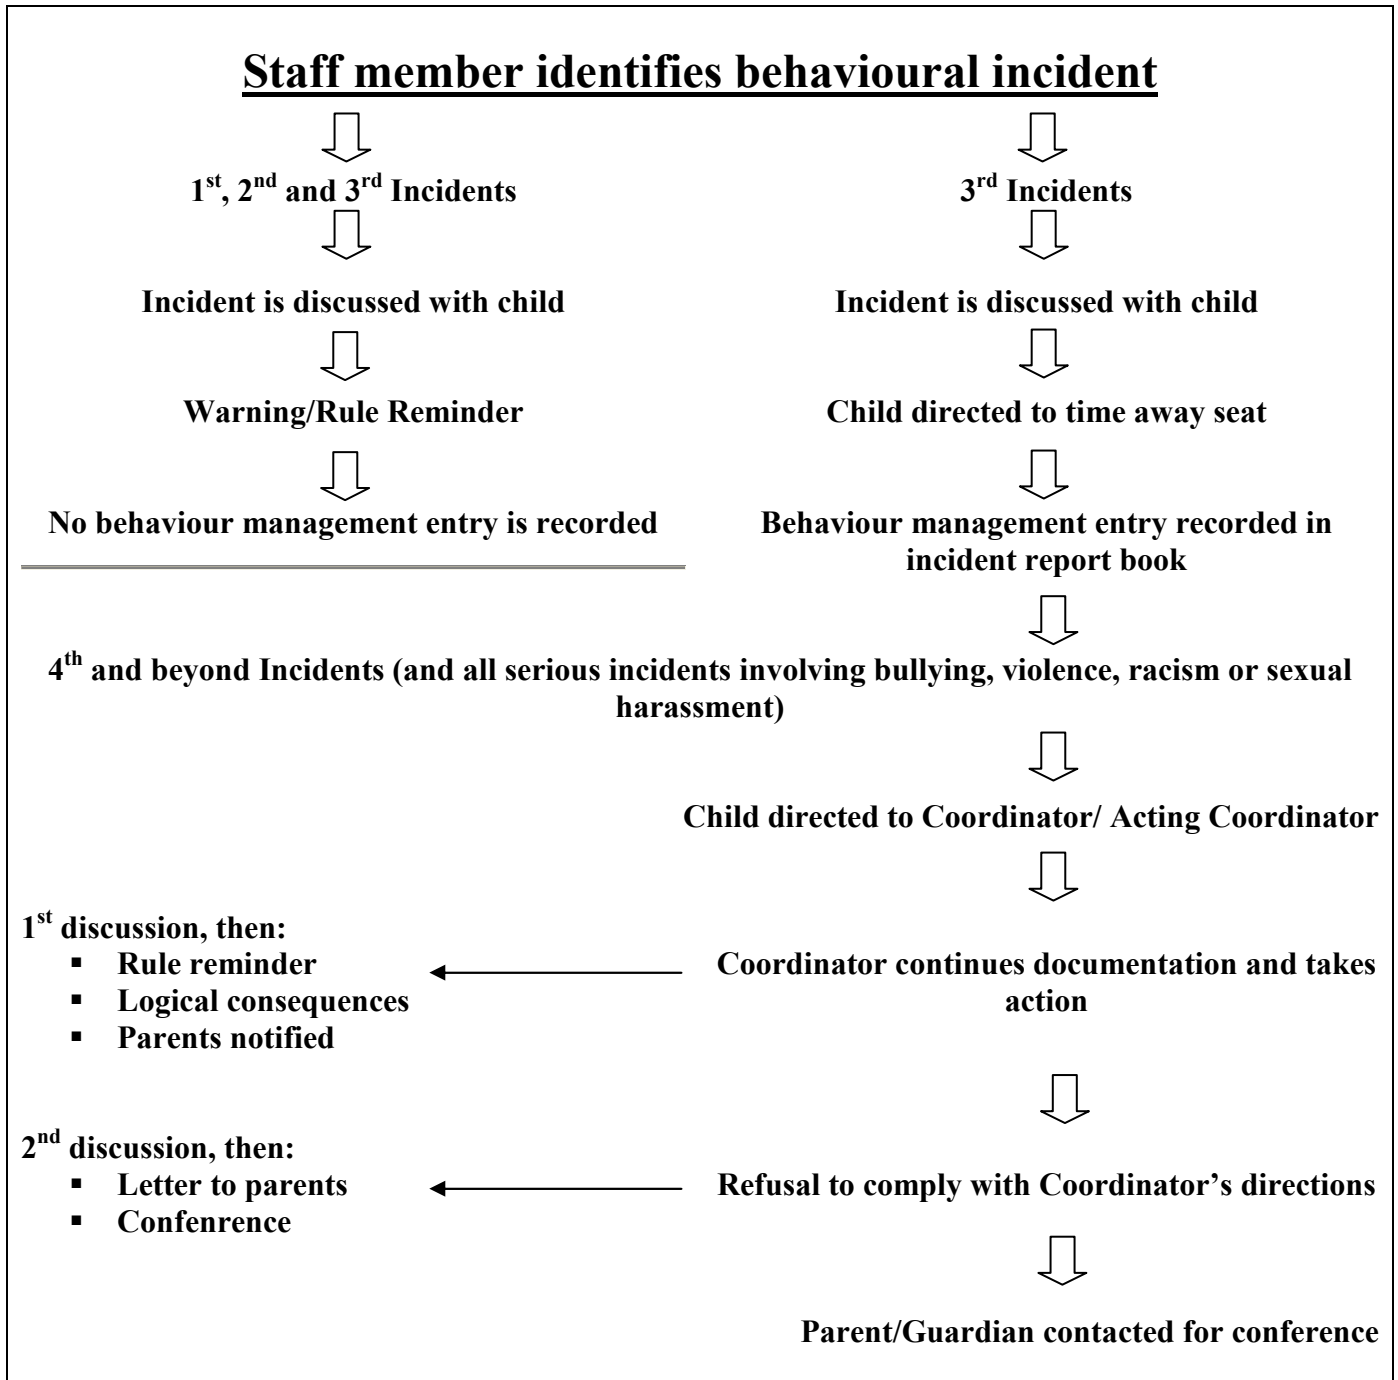 Staff member identifies behavioural incident
1st, 2nd and 3rd Incidents
3rd Incidents
Incident is discussed with child
Incident is discussed with child
Warning/Rule Reminder
Child directed to time away seat
No behaviour management entry is recorded
Behaviour management entry recorded in
incident report book
4th and beyond Incidents (and all serious incidents involving bullying, violence, racism or sexual
harassment)
Child directed to Coordinator/ Acting Coordinator
1st discussion, then:
▪ Rule reminder
▪ Logical consequences
▪ Parents notified
Coordinator continues documentation and takes
action
2nd discussion, then:
▪ Letter to parents
▪ Confenrence
Refusal to comply with Coordinator’s directions
Parent/Guardian contacted for conference